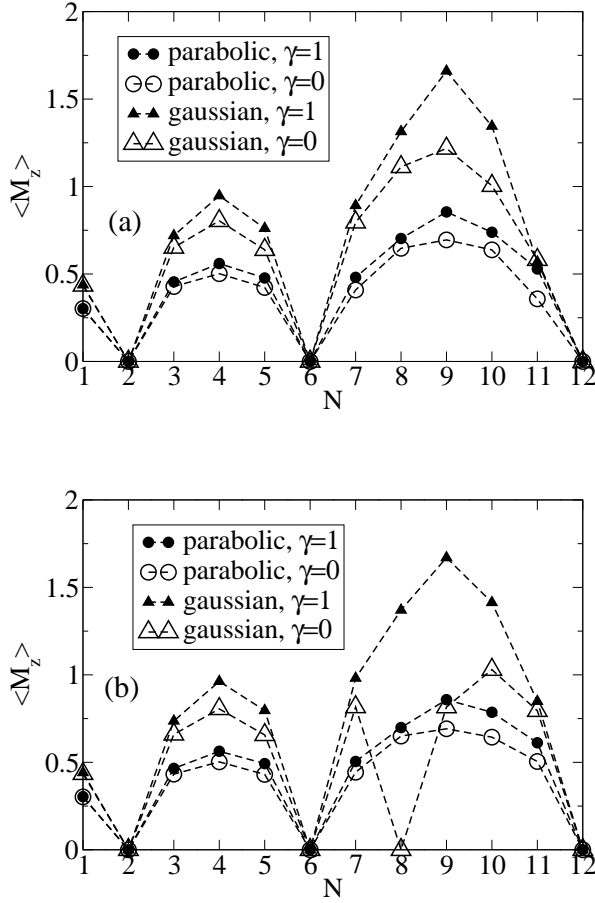 2
parabolic, γ=1
parabolic, γ=0
gaussian, γ=1
gaussian, γ=0
1.5
1
0.5
0
<M_z>
(a)
1 2 3 4 5 6 7 8 9 10 11 12
N
2
parabolic, γ=1
parabolic, γ=0
gaussian, γ=1
gaussian, γ=0
1.5
1
0.5
0
<M_z>
(b)
1 2 3 4 5 6 7 8 9 10 11 12
N